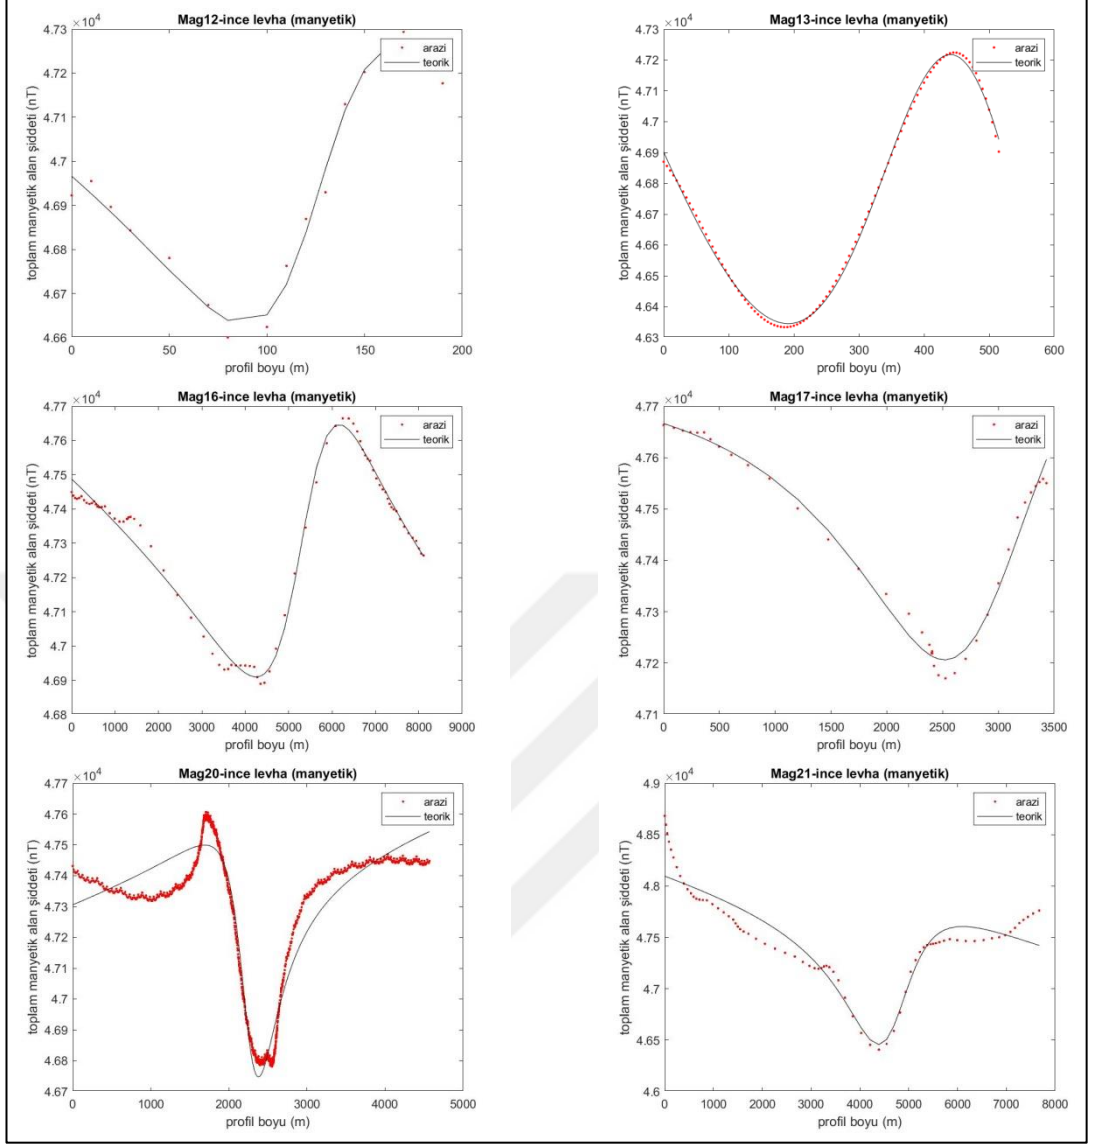 Mag12-ince levha (manyetik)
×10⁴
4.73
4.72
4.71
4.7
4.69
4.68
4.67
4.66
toplam manyetik alan şiddeti (nT)
arazi
teorik
0 50 100 150 200
profil boyu (m)
Mag13-ince levha (manyetik)
×10⁴
4.73
4.72
4.71
4.7
4.69
4.68
4.67
4.66
4.65
4.64
4.63
toplam manyetik alan şiddeti (nT)
arazi
teorik
0 100 200 300 400 500 600
profil boyu (m)
Mag16-ince levha (manyetik)
×10⁴
4.77
4.76
4.75
4.74
4.73
4.72
4.71
4.7
4.69
4.68
toplam manyetik alan şiddeti (nT)
arazi
teorik
0 1000 2000 3000 4000 5000 6000 7000 8000 9000
profil boyu (m)
Mag17-ince levha (manyetik)
×10⁴
4.77
4.76
4.75
4.74
4.73
4.72
4.71
toplam manyetik alan şiddeti (nT)
arazi
teorik
0 500 1000 1500 2000 2500 3000 3500
profil boyu (m)
Mag20-ince levha (manyetik)
×10⁴
4.77
4.76
4.75
4.74
4.73
4.72
4.71
4.7
4.69
4.68
4.67
toplam manyetik alan şiddeti (nT)
arazi
teorik
0 1000 2000 3000 4000 5000
profil boyu (m)
Mag21-ince levha (manyetik)
×10⁴
4.9
4.85
4.8
4.75
4.7
4.65
4.6
toplam manyetik alan şiddeti (nT)
arazi
teorik
0 1000 2000 3000 4000 5000 6000 7000 8000
profil boyu (m)